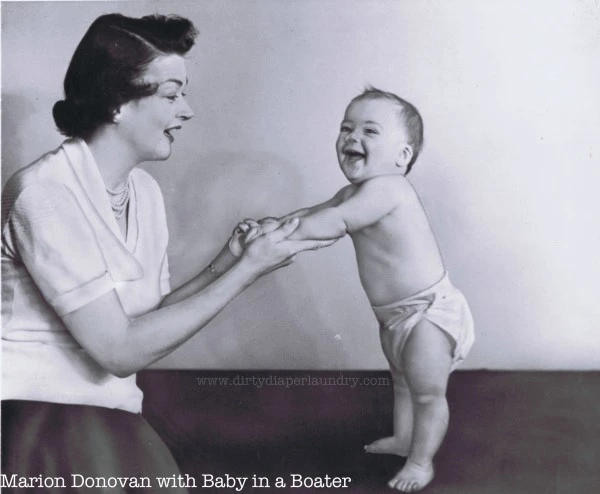 www.dirtydiaperlaundry.com
Marion Donovan with Baby in a Boater